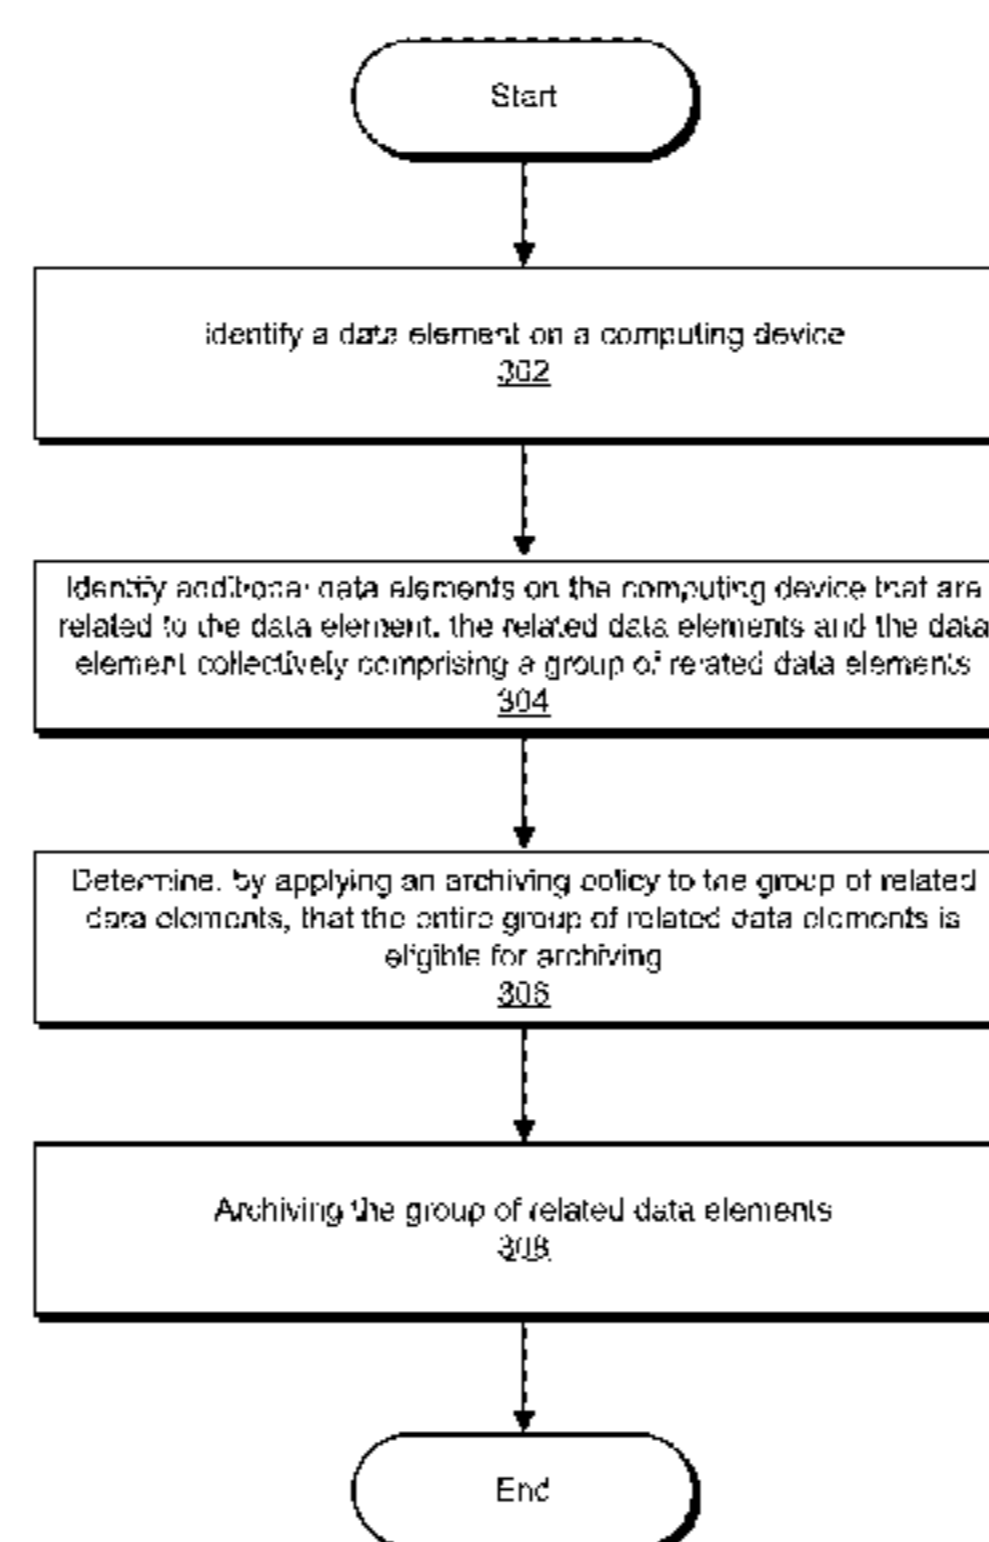 Start
Identify a data element on a computing device
302
Identify additional data elements on the computing device that are
related to the data element, the related data elements and the data
element collectively comprising a group of related data elements
304
Determine, by applying an archiving policy to the group of related
data elements, that the entire group of related data elements is
eligible for archiving
306
Archiving the group of related data elements
308
End